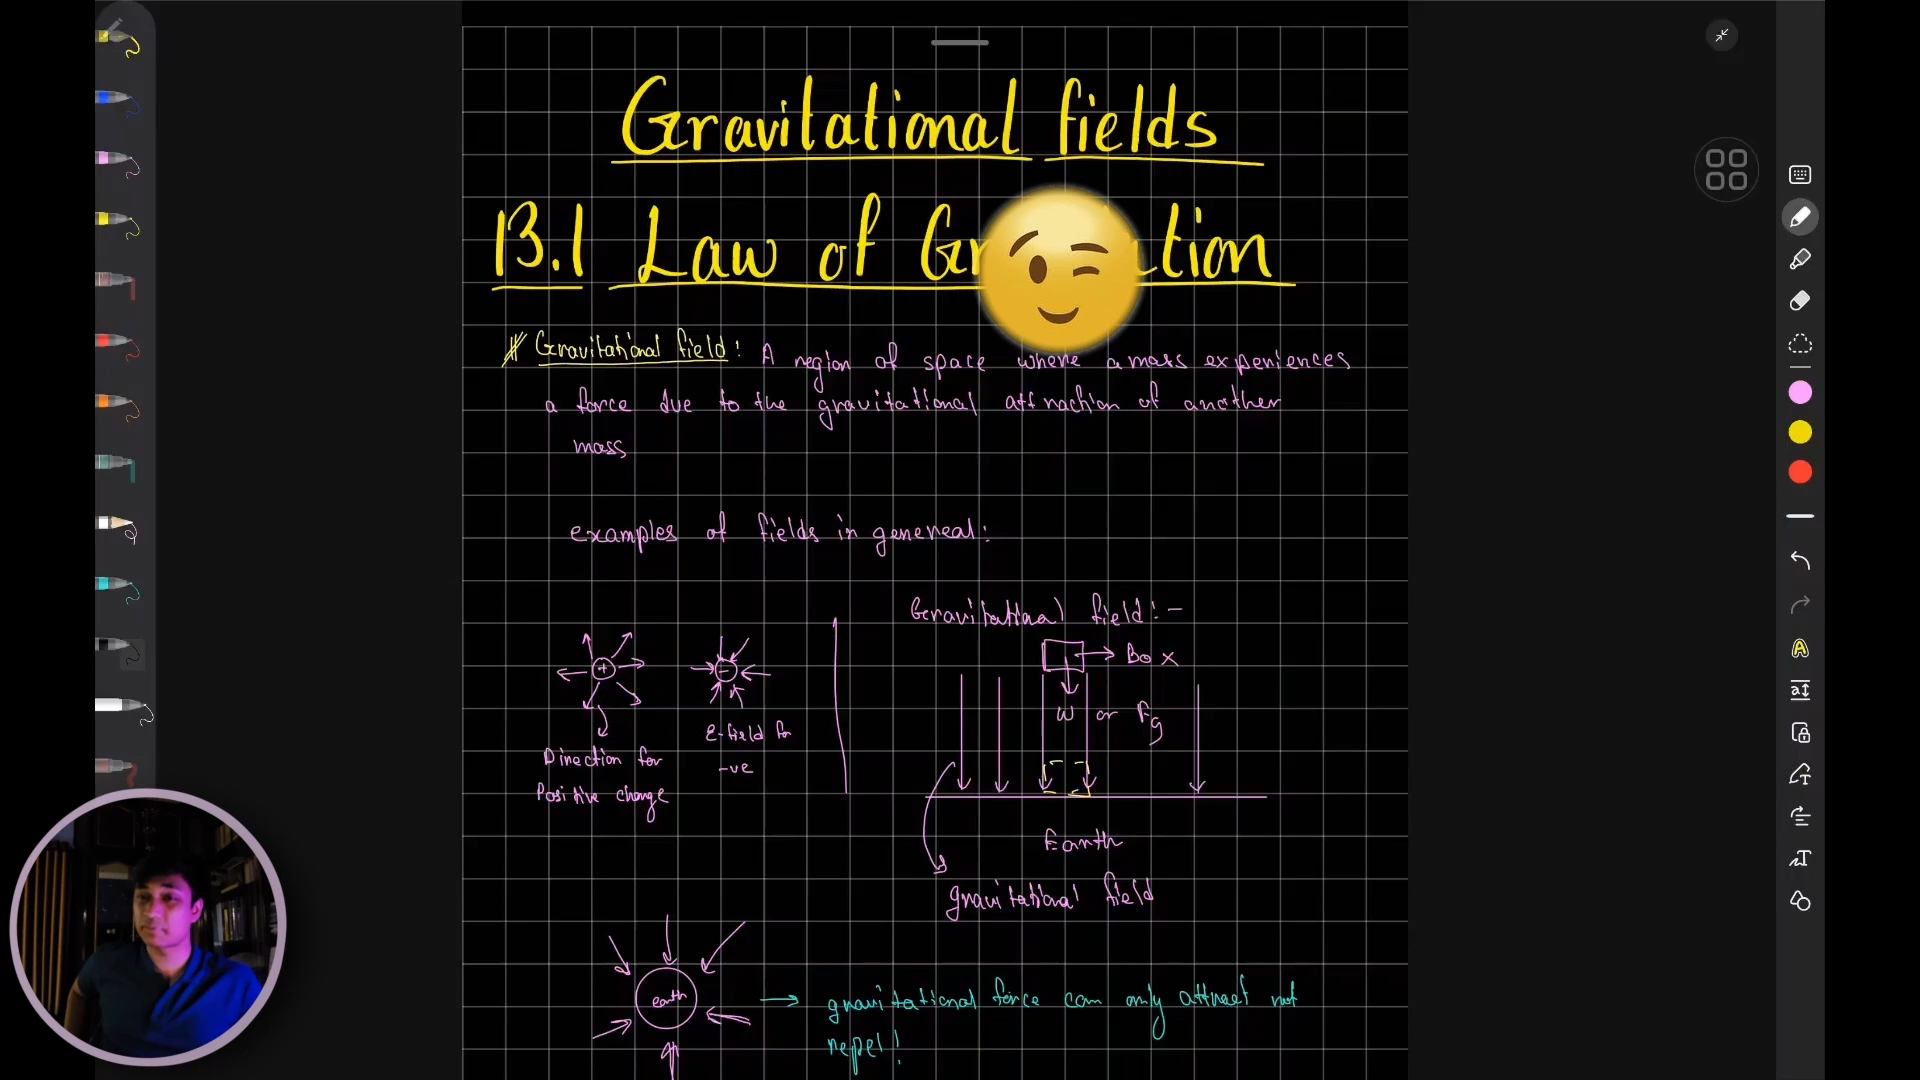 Gravitational fields
13.1 Law of Gr tion
Gravitational field: A region of space where a mass experiences
a force due to the gravitational attraction of another
mass
examples of fields in genereal:
Gravitational field:-
Box
+
-
W or Fg
E-field for
-ve
Direction for
Positive charge
Earth
gravitational field
earth
gravitational force can only attract not
repel!